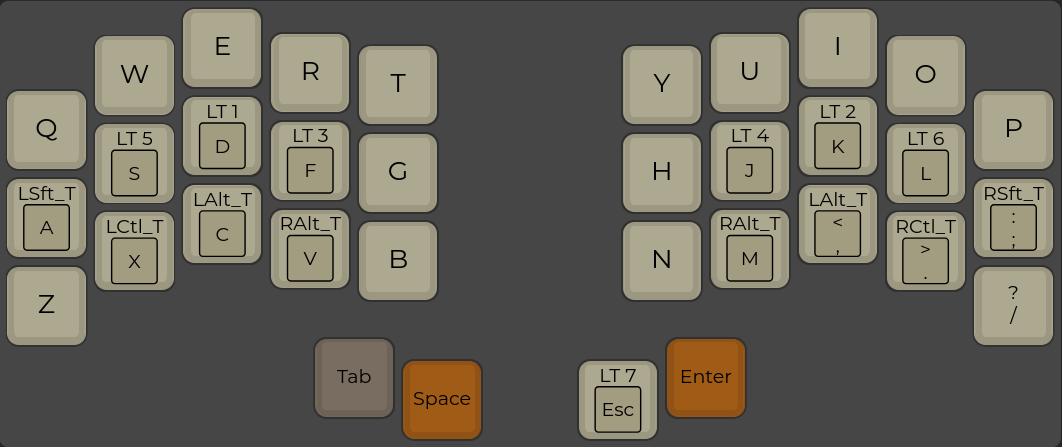 Q
W
E
R
T
Y
U
I
O
P
LSft_T
A
LT 5
S
LT 1
D
LT 3
F
G
H
LT 4
J
LT 2
K
LT 6
L
RSft_T
:
;
Z
LCtl_T
X
LAlt_T
C
RAlt_T
V
B
N
RAlt_T
M
LAlt_T
<
,
RCtl_T
>
.
?
/
Tab
Space
LT 7
Esc
Enter